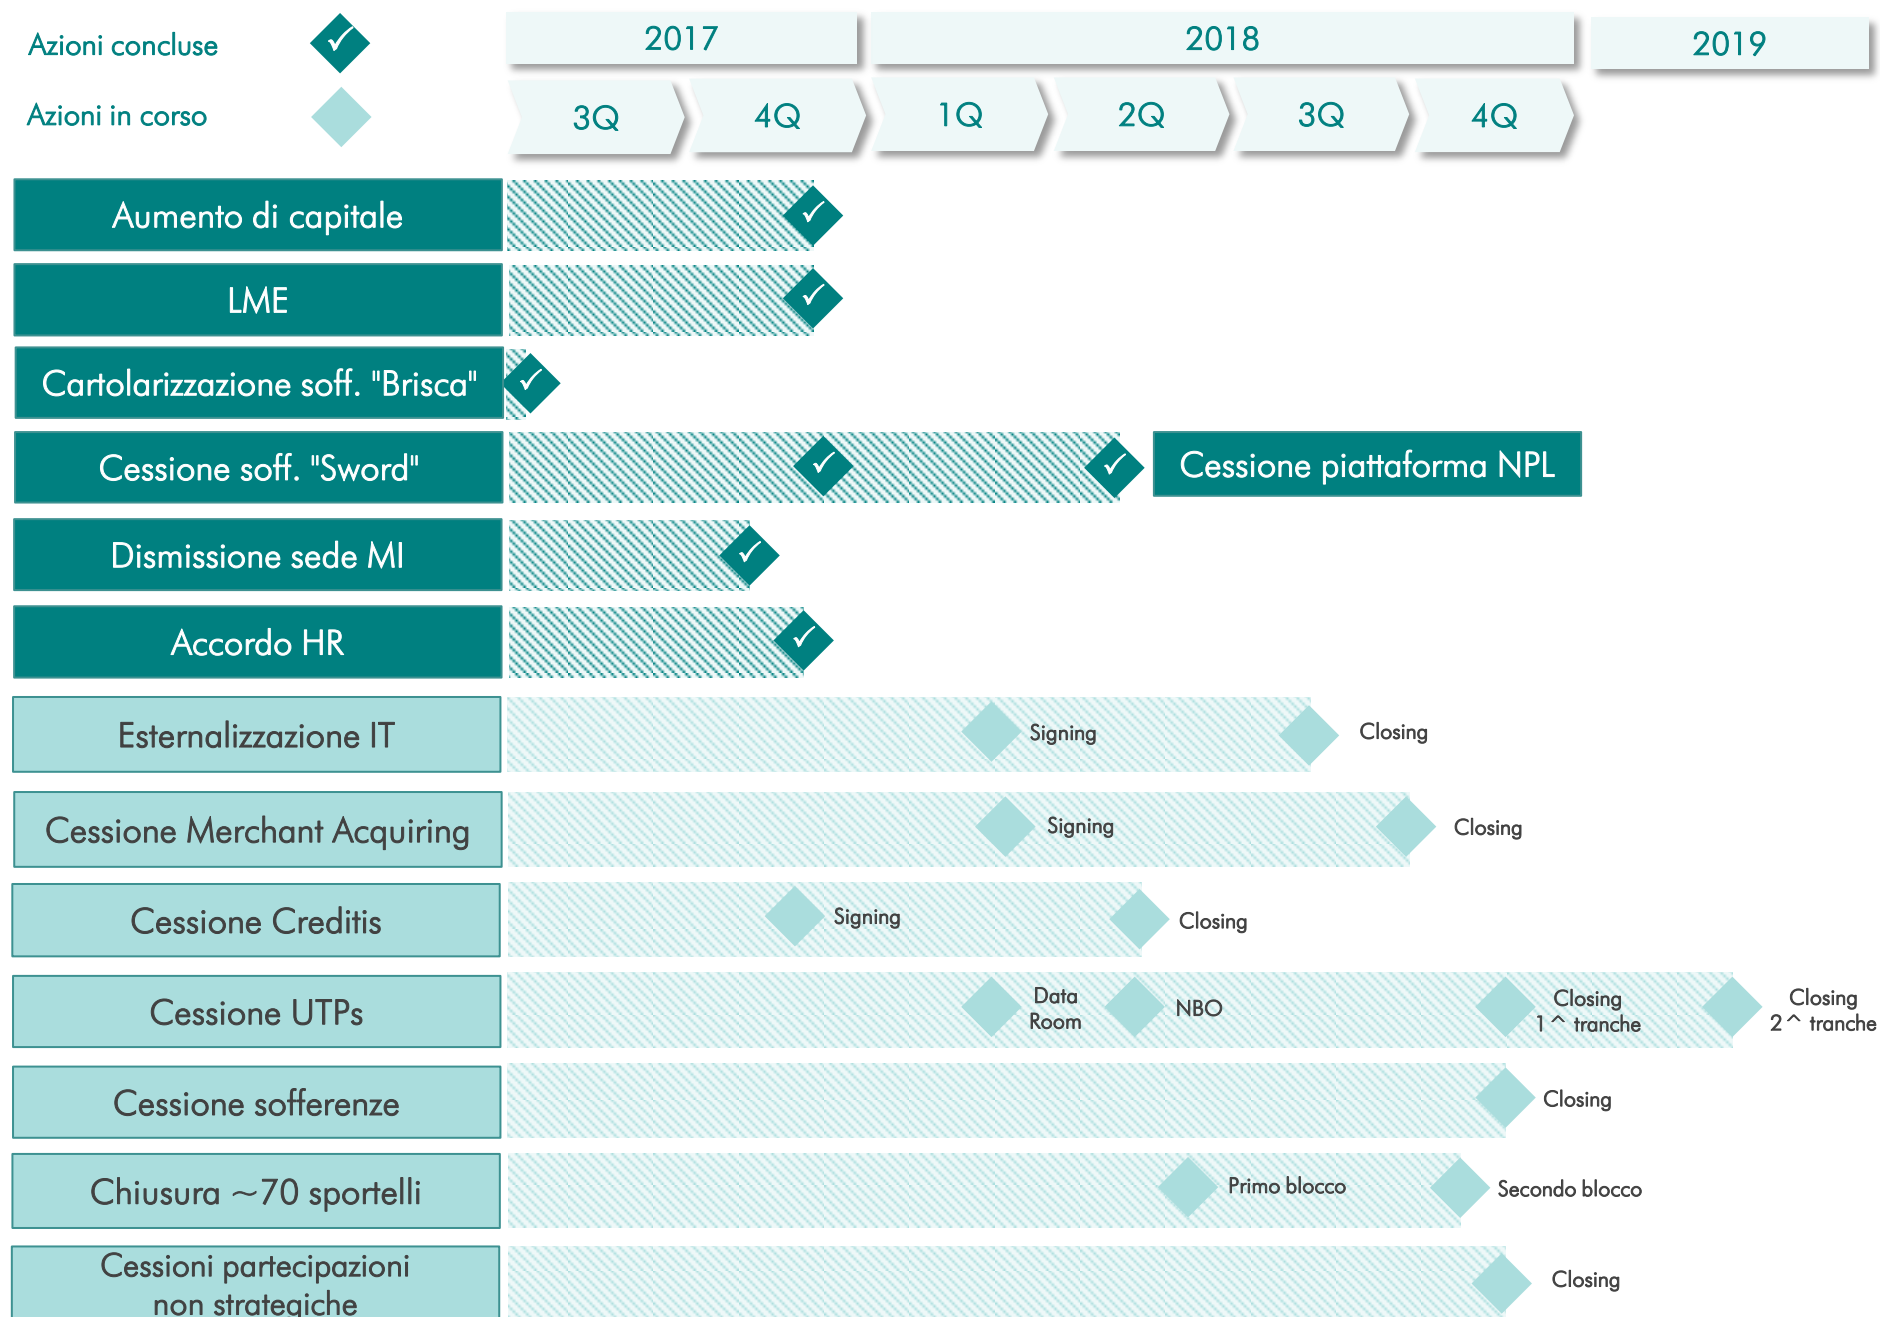 Azioni concluse
Azioni in corso
2017
2018
2019
3Q
4Q
1Q
2Q
3Q
4Q
Aumento di capitale
LME
Cartolarizzazione soff. "Brisca"
Cessione soff. "Sword"
Cessione piattaforma NPL
Dismissione sede MI
Accordo HR
Esternalizzazione IT
Signing
Closing
Cessione Merchant Acquiring
Signing
Closing
Cessione Creditis
Signing
Closing
Cessione UTPs
Data
Room
NBO
Closing
1^ tranche
Closing
2^ tranche
Cessione sofferenze
Closing
Chiusura ~70 sportelli
Primo blocco
Secondo blocco
Cessioni partecipazioni
non strategiche
Closing